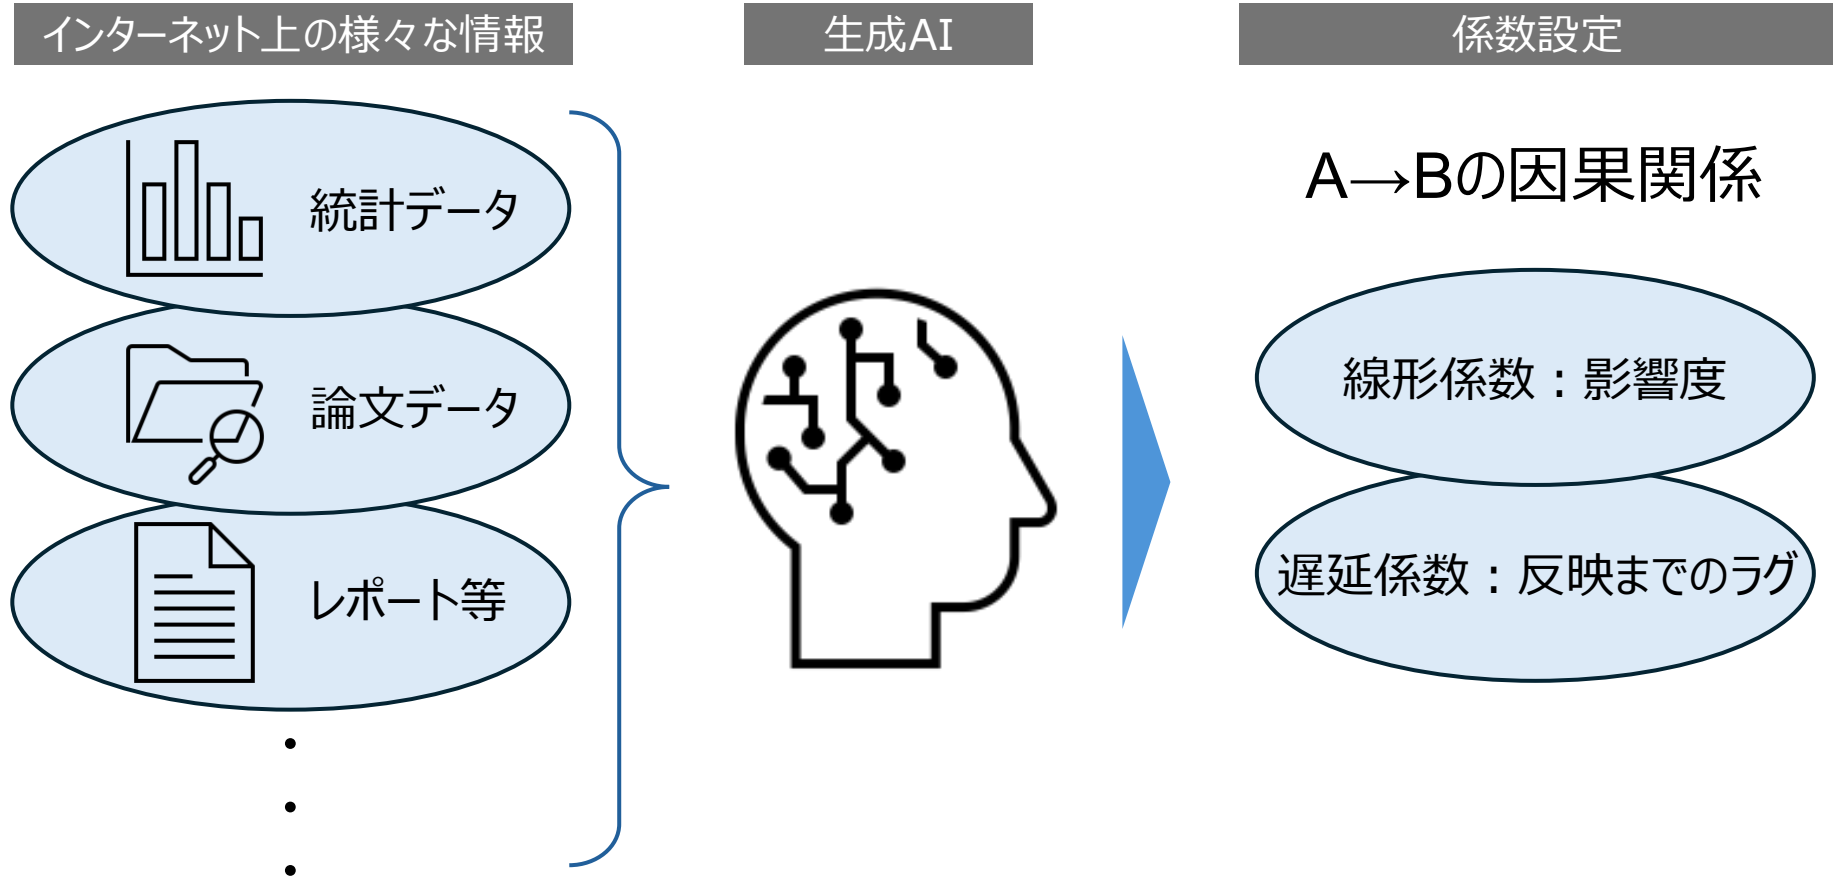 インターネット上の様々な情報
生成AI
係数設定
統計データ
論文データ
レポート等
・
・
・
A→Bの因果関係
線形係数：影響度
遅延係数：反映までのラグ